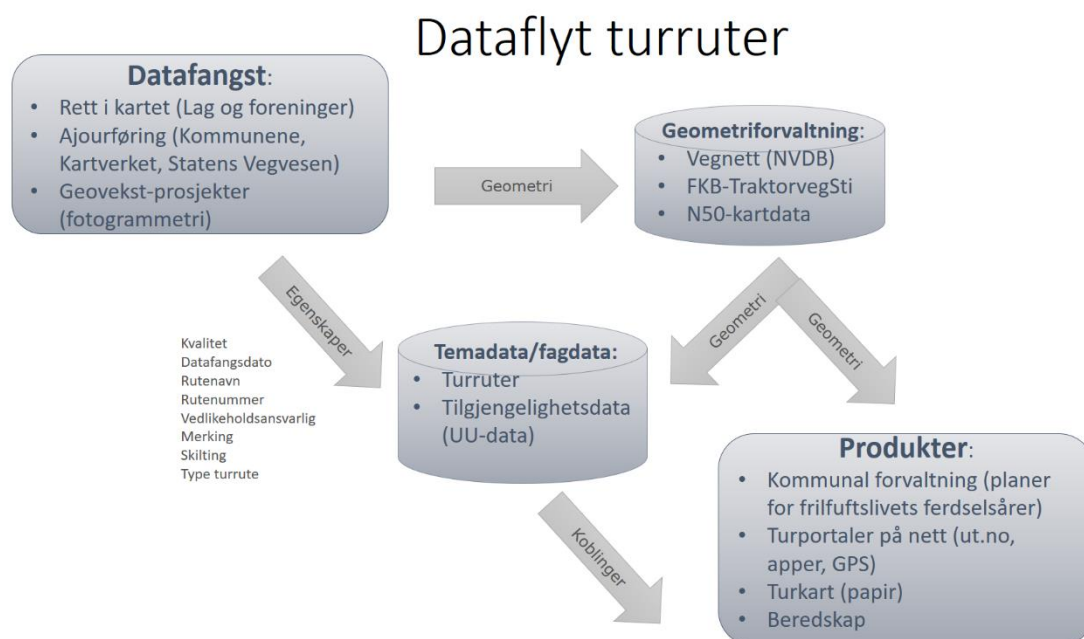 Dataflyt turruter
Datafangst:
• Rett i kartet (Lag og foreninger)
• Ajourføring (Kommunene,
Kartverket, Statens Vegvesen)
• Geovekst-prosjekter
(fotogrammetri)
Geometri
Geometriforvaltning:
• Vegnett (NVDB)
• FKB-TraktorvegSti
• N50-kartdata
Egenskaper
Kvalitet
Datafangsdato
Rutenavn
Rutenummer
Vedlikeholdsansvarlig
Merking
Skilting
Type turrute
Geometri
Geometri
Temadata/fagdata:
• Turruter
• Tilgjengelighetsdata
(UU-data)
Koblinger
Produkter:
• Kommunal forvaltning (planer
for frilfuftslivets ferdselsårer)
• Turportaler på nett (ut.no,
apper, GPS)
• Turkart (papir)
• Beredskap